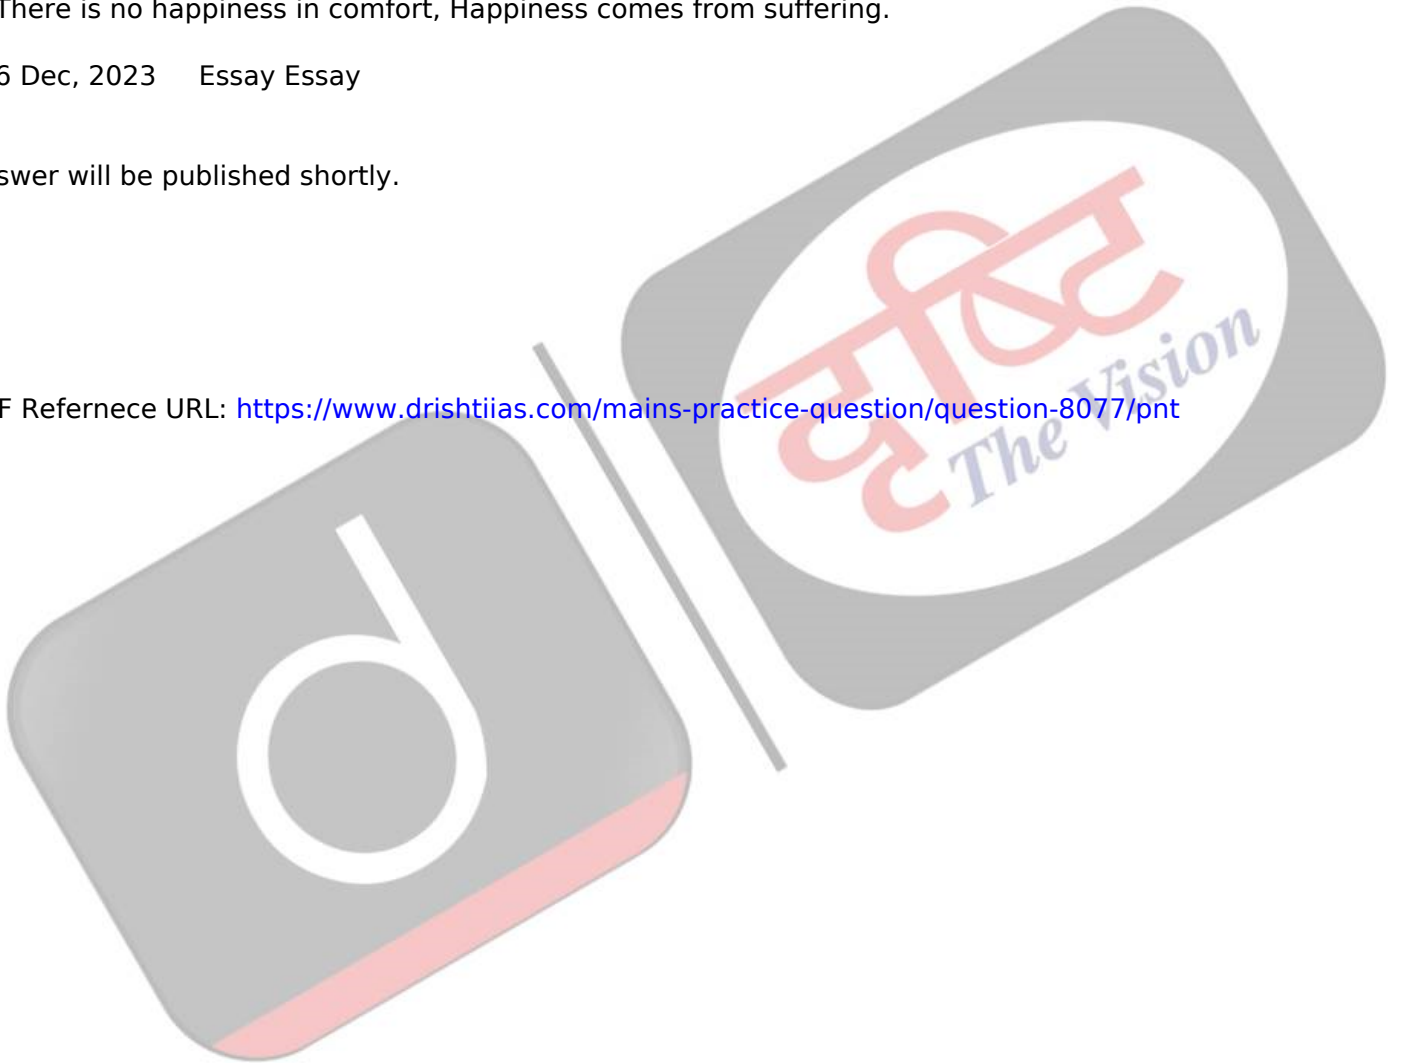 There is no happiness in comfort, Happiness comes from suffering.
6 Dec, 2023 Essay Essay
swer will be published shortly.
F Refernece URL: https://www.drishtiias.com/mains-practice-question/question-8077/pnt
दृष्टि
The Vision
d